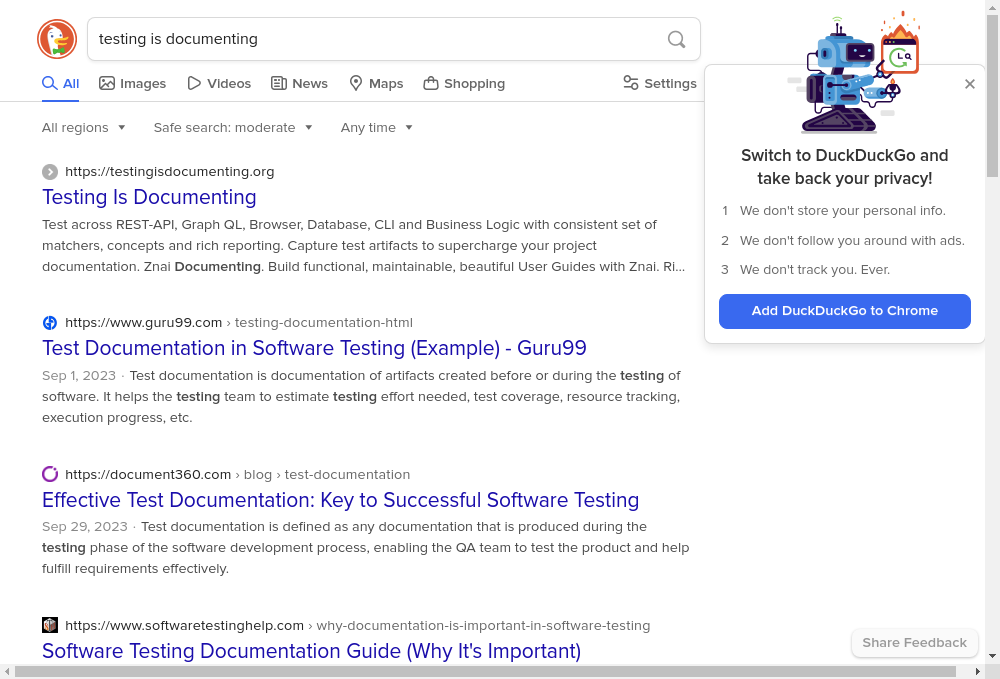 testing is documenting
All
Images
Videos
News
Maps
Shopping
Settings
All regions
Safe search: moderate
Any time
https://testingisdocumenting.org
Testing Is Documenting
Test across REST-API, Graph QL, Browser, Database, CLI and Business Logic with consistent set of
matchers, concepts and rich reporting. Capture test artifacts to supercharge your project
documentation. Znai Documenting. Build functional, maintainable, beautiful User Guides with Znai. Ri...
https://www.guru99.com › testing-documentation-html
Test Documentation in Software Testing (Example) - Guru99
Sep 1, 2023 · Test documentation is documentation of artifacts created before or during the testing of
software. It helps the testing team to estimate testing effort needed, test coverage, resource tracking,
execution progress, etc.
https://document360.com › blog › test-documentation
Effective Test Documentation: Key to Successful Software Testing
Sep 29, 2023 · Test documentation is defined as any documentation that is produced during the
testing phase of the software development process, enabling the QA team to test the product and help
fulfill requirements effectively.
https://www.softwaretestinghelp.com › why-documentation-is-important-in-software-testing
Software Testing Documentation Guide (Why It's Important)
Switch to DuckDuckGo and
take back your privacy!
1 We don't store your personal info.
2 We don't follow you around with ads.
3 We don't track you. Ever.
Add DuckDuckGo to Chrome
Share Feedback